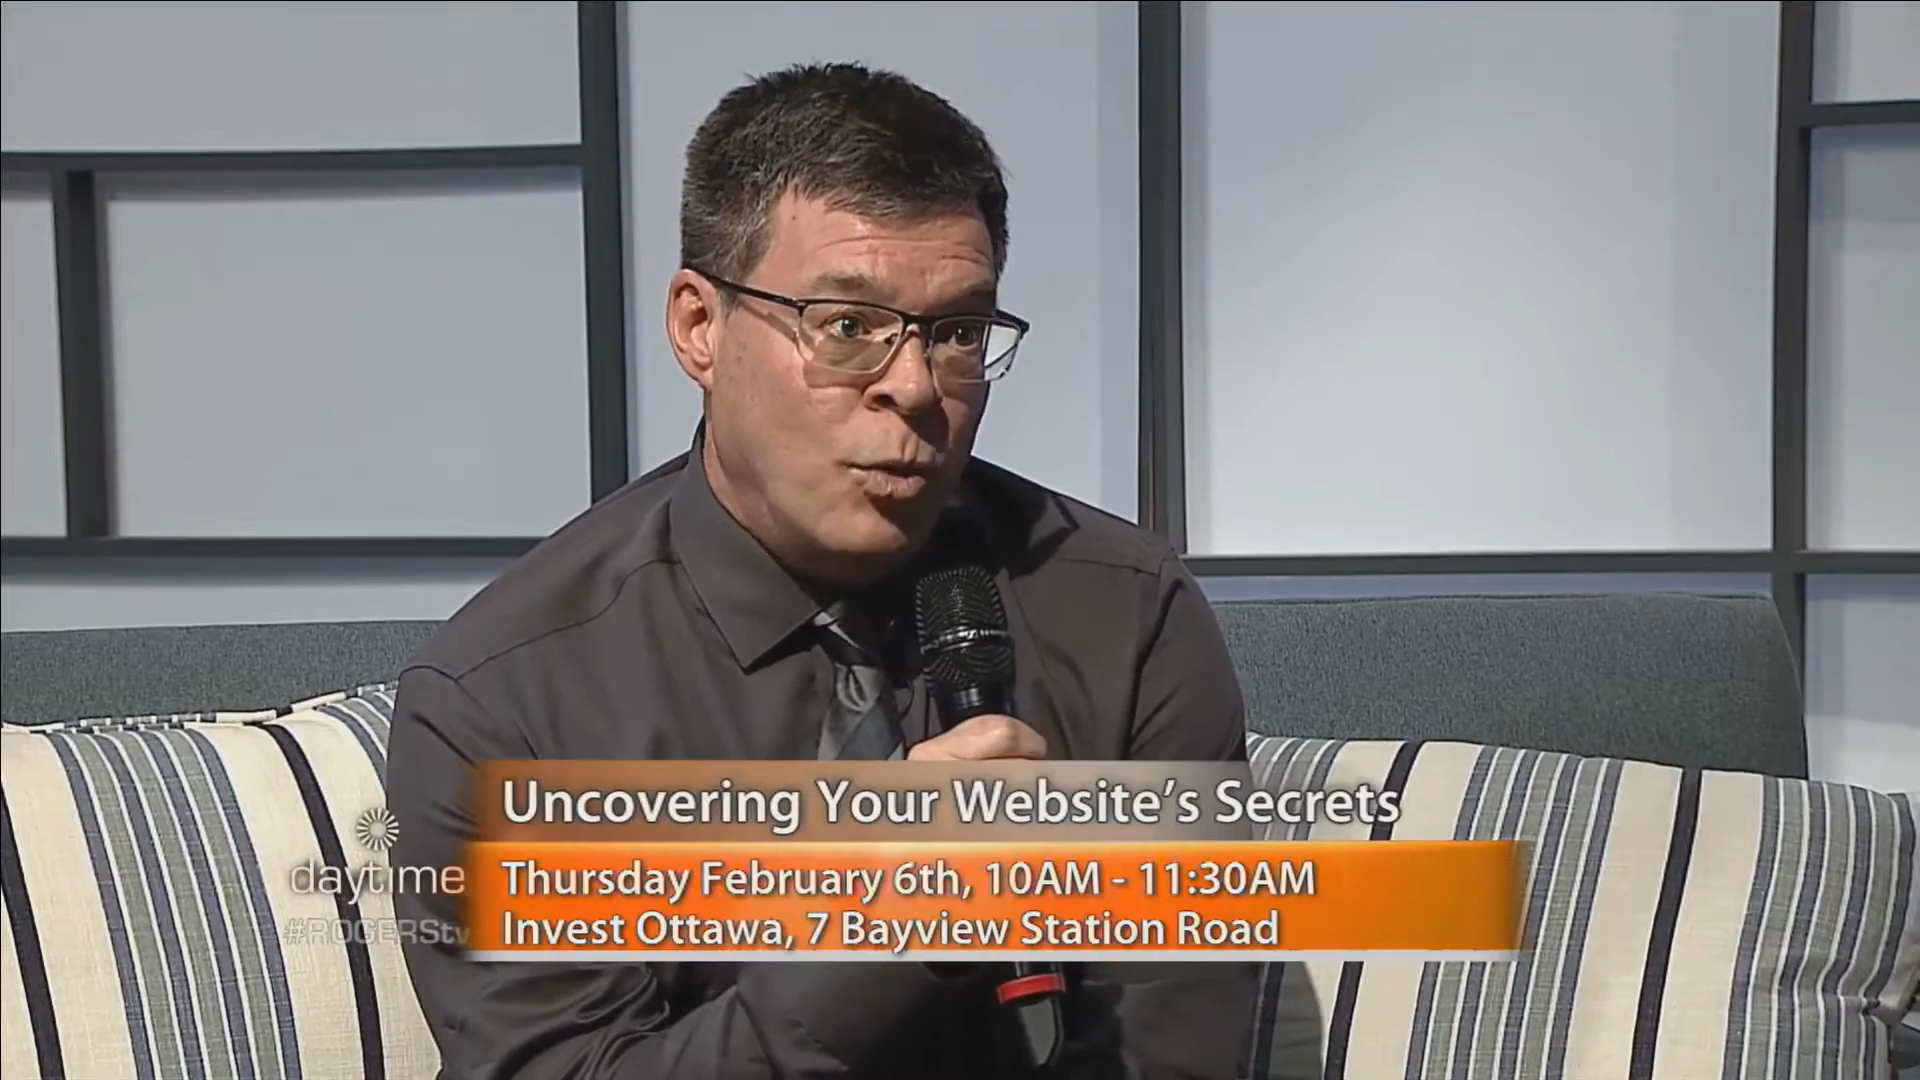 Uncovering Your Website's Secrets
daytime
Thursday February 6th, 10AM - 11:30AM
#ROGERStv
Invest Ottawa, 7 Bayview Station Road